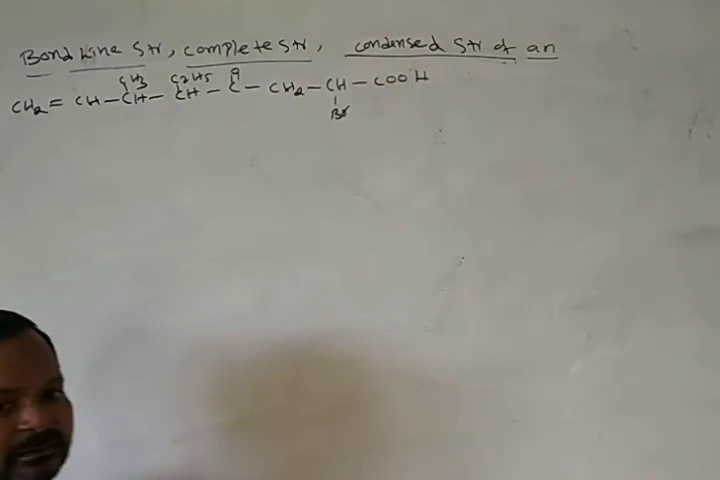 Bond Line Str, complete str, condensed str of an
CH3 C2H5 O
CH2 = CH — CH — CH — C — CH2 — CH — COOH
Br